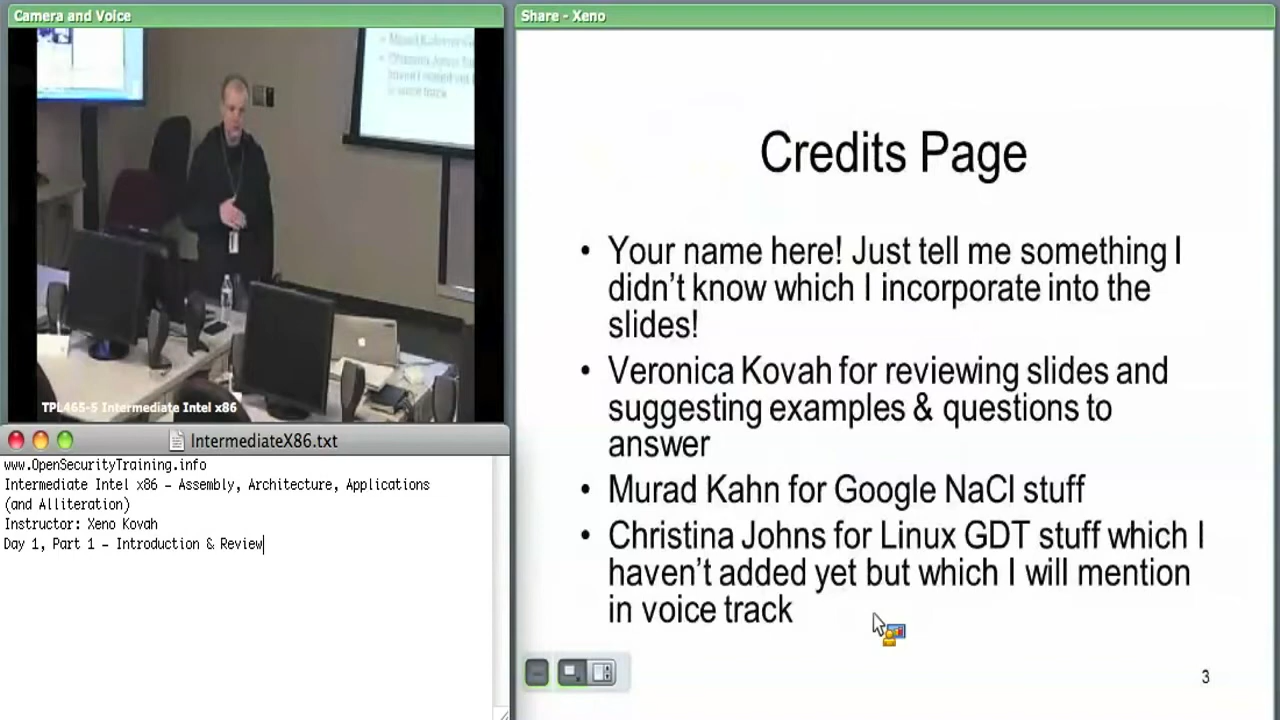 Camera and Voice
TPL465-5 Intermediate Intel x86
IntermediateX86.txt
www.OpenSecurityTraining.info
Intermediate Intel x86 – Assembly, Architecture, Applications
(and Alliteration)
Instructor: Xeno Kovah
Day 1, Part 1 – Introduction & Review
Share - Xeno
Credits Page
• Your name here! Just tell me something I
didn't know which I incorporate into the
slides!
• Veronica Kovah for reviewing slides and
suggesting examples & questions to
answer
• Murad Kahn for Google NaCl stuff
• Christina Johns for Linux GDT stuff which I
haven't added yet but which I will mention
in voice track
3